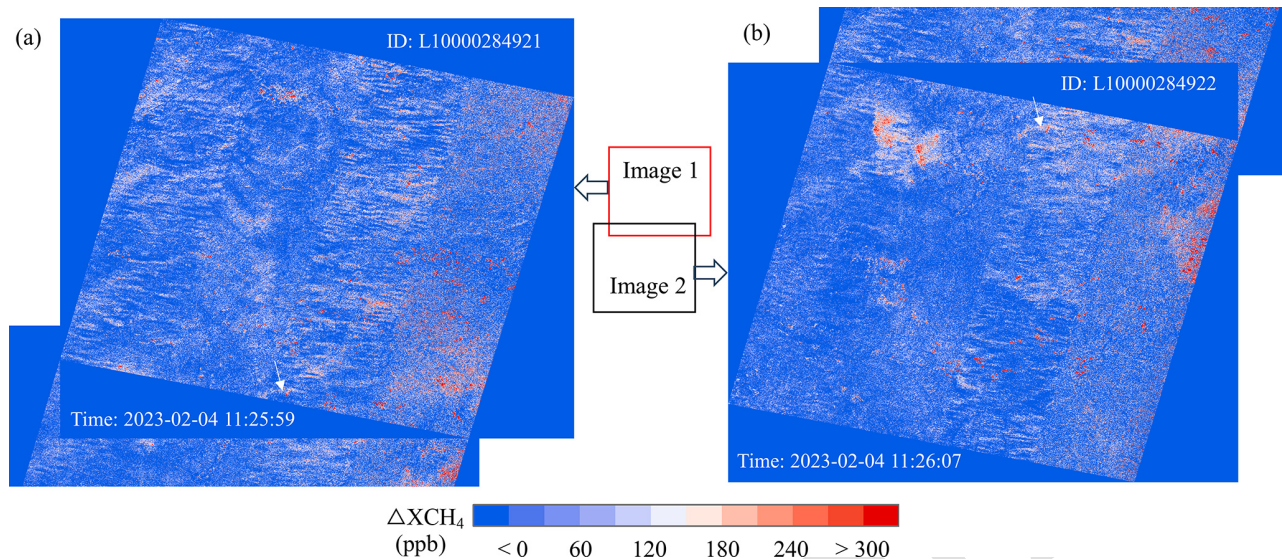 (a)
ID: L10000284921
Time: 2023-02-04 11:25:59
Image 1
Image 2
(b)
ID: L10000284922
Time: 2023-02-04 11:26:07
△XCH₄
(ppb)
< 0 60 120 180 240 > 300